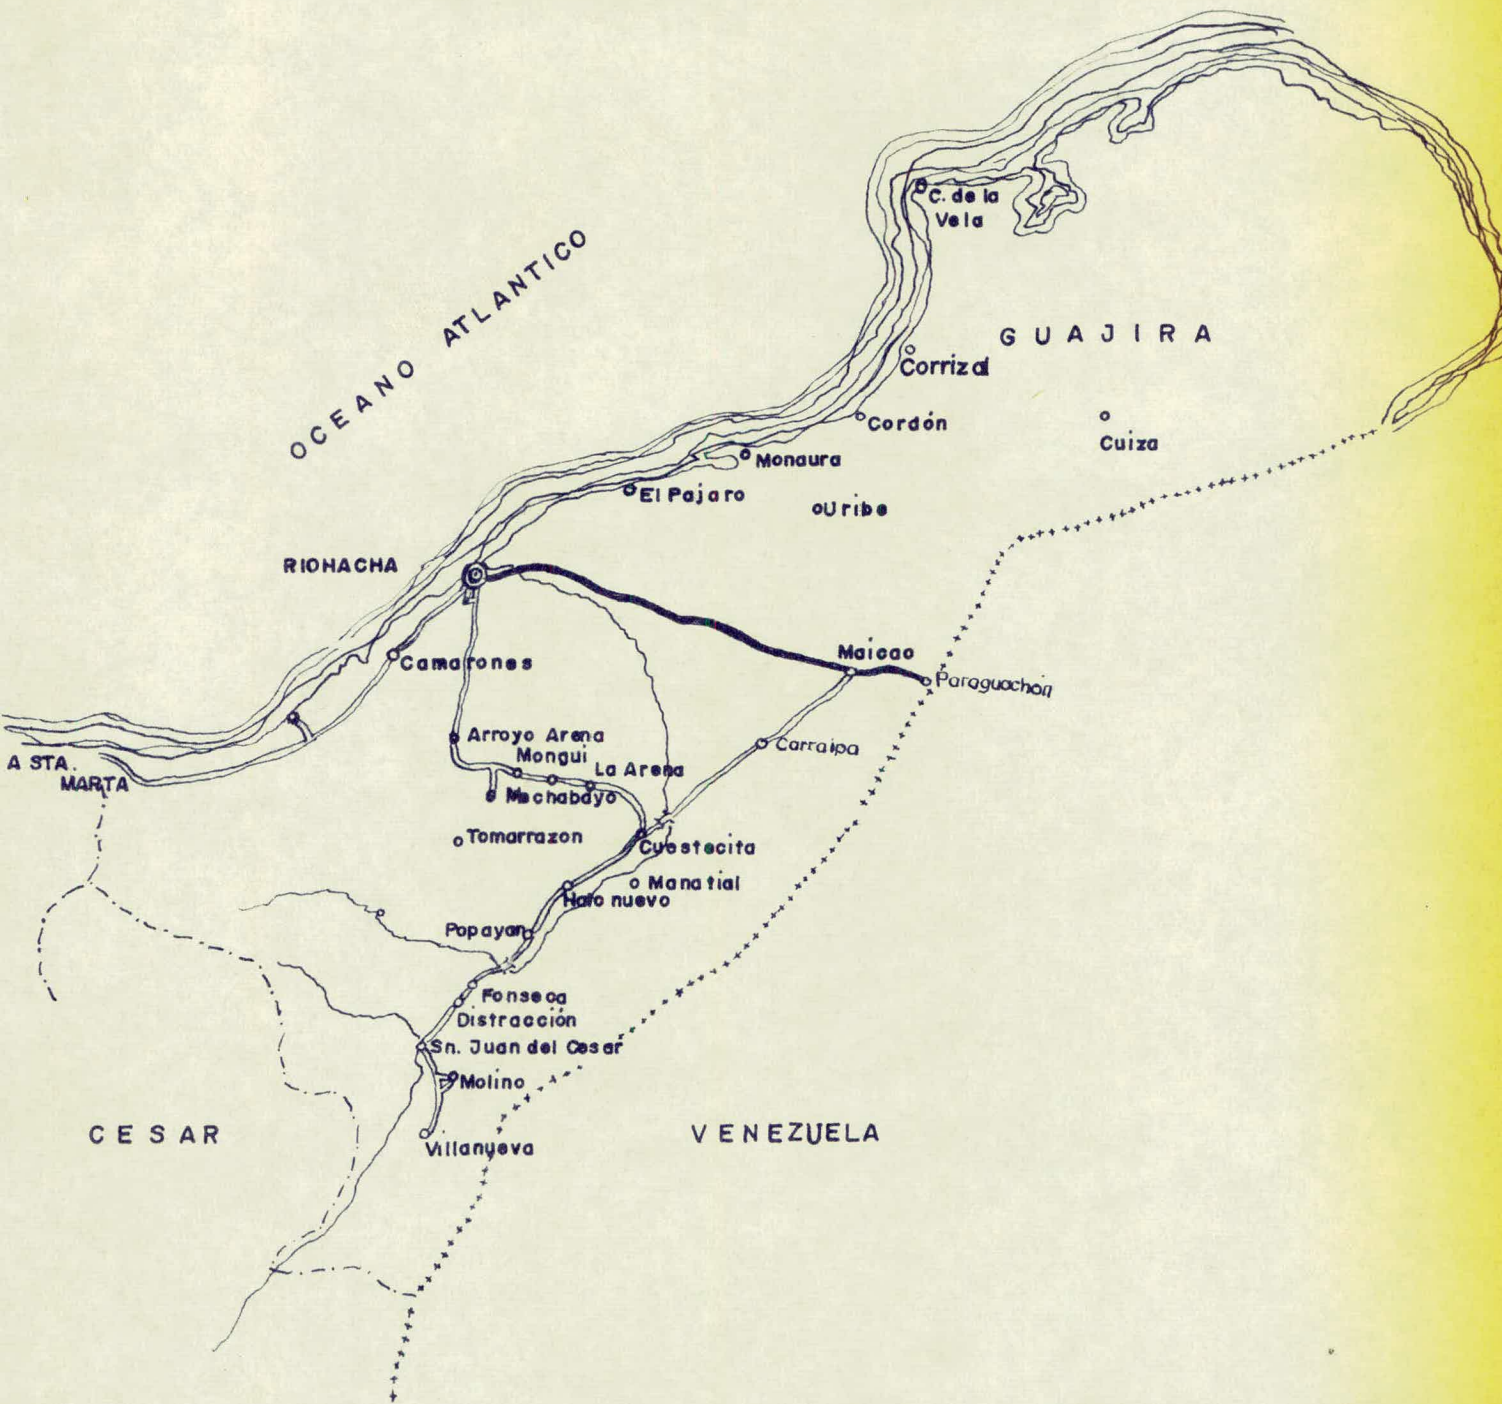 C. de la
Vela
OCEANO ATLANTICO
GUAJIRA
Corrizal
Cordón
Cuiza
Monaura
El Pajaro
Uribe
RIOHACHA
Camarones
Maicao
Paraguachón
Arroyo Arena
Mongui
La Arena
Carraipa
A STA.
MARTA
Machabayo
Tomarrazon
Cuestecita
Manatial
Hato nuevo
Popayan
Fonseca
Distracción
Sn. Juan del Cesar
Molino
CESAR
VENEZUELA
Villanueva